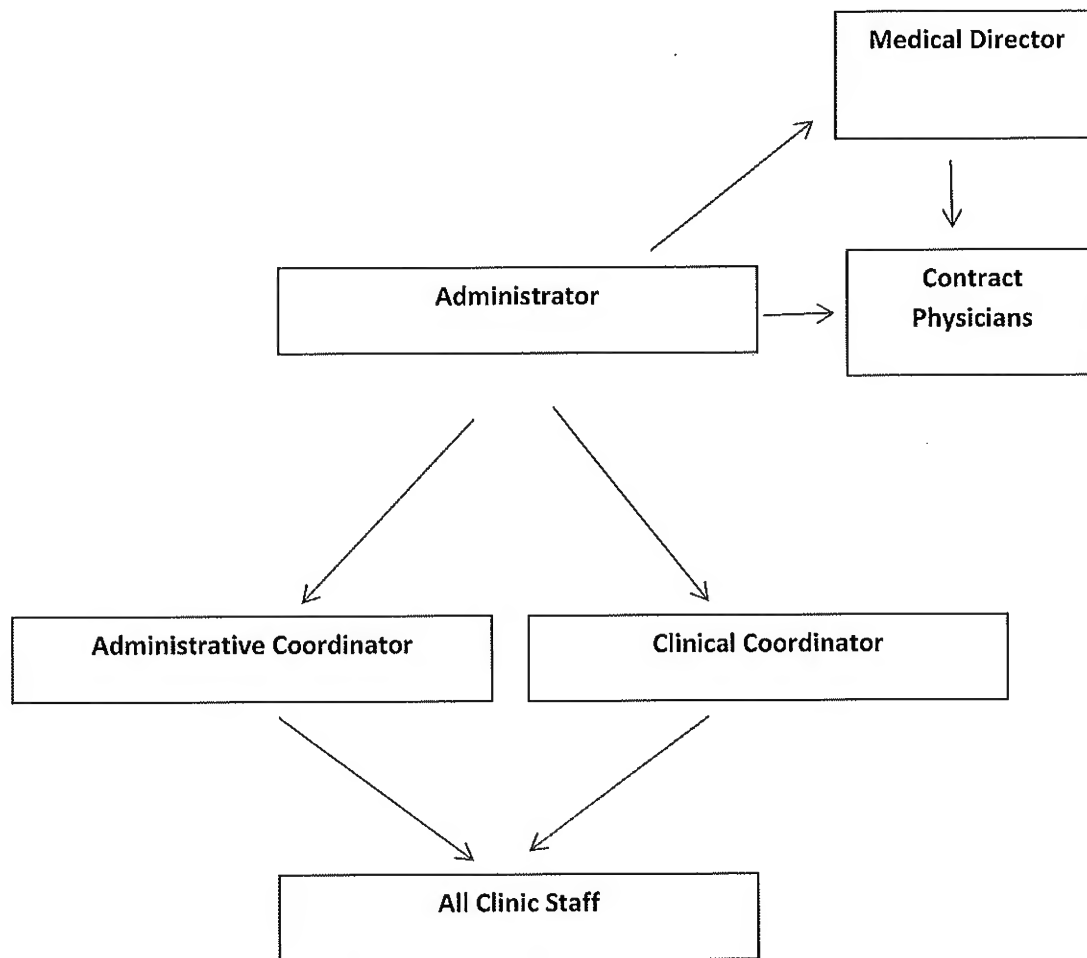 Medical Director
Administrator
Contract
Physicians
Administrative Coordinator
Clinical Coordinator
All Clinic Staff